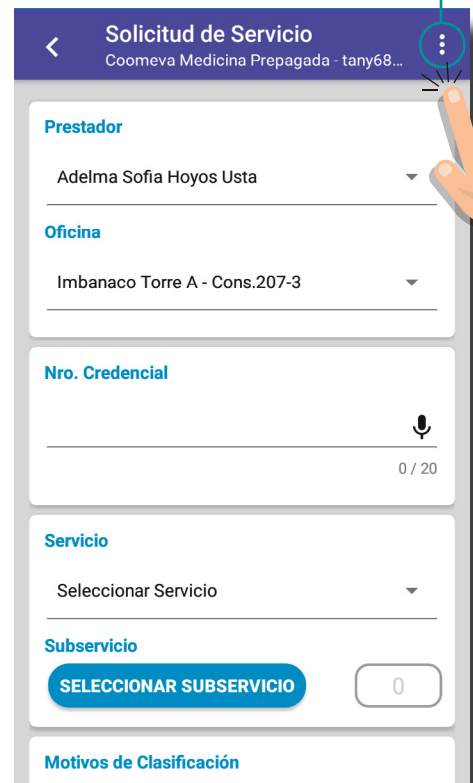 Solicitud de Servicio
Coomeva Medicina Prepagada - tany68...
Prestador
Adelma Sofia Hoyos Usta
Oficina
Imbanaco Torre A - Cons.207-3
Nro. Credencial
0 / 20
Servicio
Seleccionar Servicio
Subservicio
SELECCIONAR SUBSERVICIO
0
Motivos de Clasificación